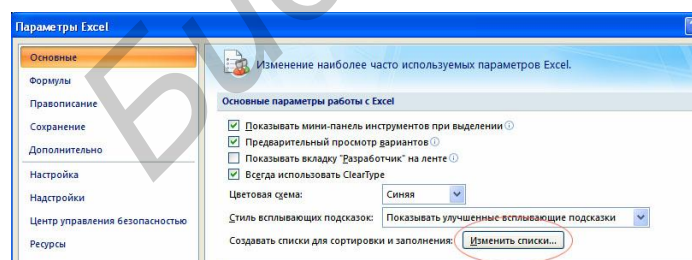 Параметры Excel
Основные
Формулы
Правописание
Сохранение
Дополнительно
Настройка
Надстройки
Центр управления безопасностью
Ресурсы
Изменение наиболее часто используемых параметров Excel.
Основные параметры работы с Excel
Показывать мини-панель инструментов при выделении
Предварительный просмотр вариантов
Показывать вкладку "Разработчик" на ленте
Всегда использовать ClearType
Цветовая схема: Синяя
Стиль всплывающих подсказок: Показывать улучшенные всплывающие подсказки
Создавать списки для сортировки и заполнения: Изменить списки...